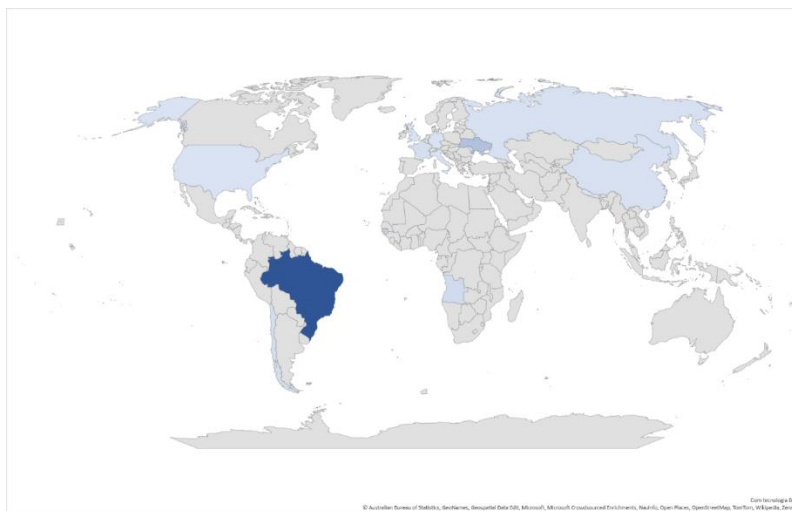 Com tecnologia B
© Australian Bureau of Statistics, GeoNames, Geospatial Data Edit, Microsoft, Microsoft Crowdsourced Enrichments, Navinfo, Open Places, OpenStreetMap, TomTom, Wikipedia, Zen